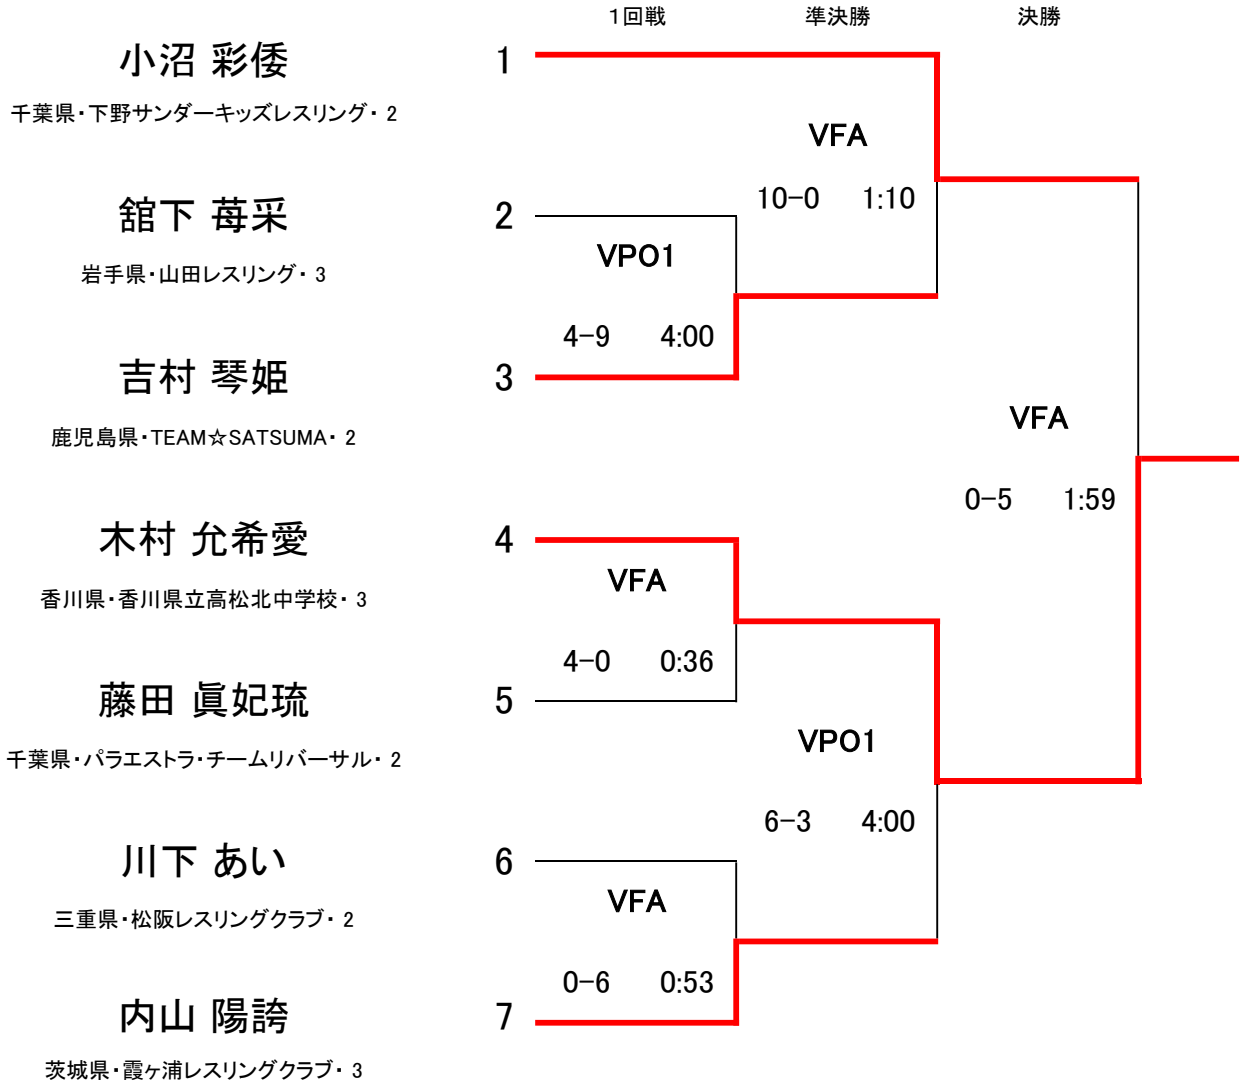 1回戦 準決勝 決勝
小沼 彩倭 1
千葉県・下野サンダーキッズレスリング・ 2
VFA
10-0 1:10
舘下 苺采 2
VPO1
岩手県・山田レスリング・ 3
4-9 4:00
吉村 琴姫 3
鹿児島県・TEAM☆SATSUMA・ 2
VFA
0-5 1:59
木村 允希愛 4
VFA
香川県・香川県立高松北中学校・ 3
4-0 0:36
藤田 眞妃琉 5
千葉県・パラエストラ・チームリバーサル・ 2
VPO1
6-3 4:00
川下 あい 6
VFA
三重県・松阪レスリングクラブ・ 2
0-6 0:53
内山 陽誇 7
茨城県・霞ヶ浦レスリングクラブ・ 3